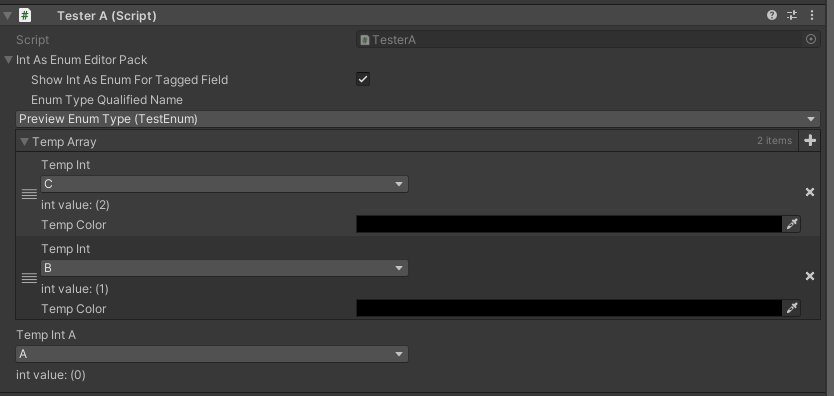 Tester A (Script)
Script TesterA
Int As Enum Editor Pack
Show Int As Enum For Tagged Field
Enum Type Qualified Name
Preview Enum Type (TestEnum)
Temp Array 2 items
Temp Int
C
int value: (2)
Temp Color
Temp Int
B
int value: (1)
Temp Color
Temp Int A
A
int value: (0)